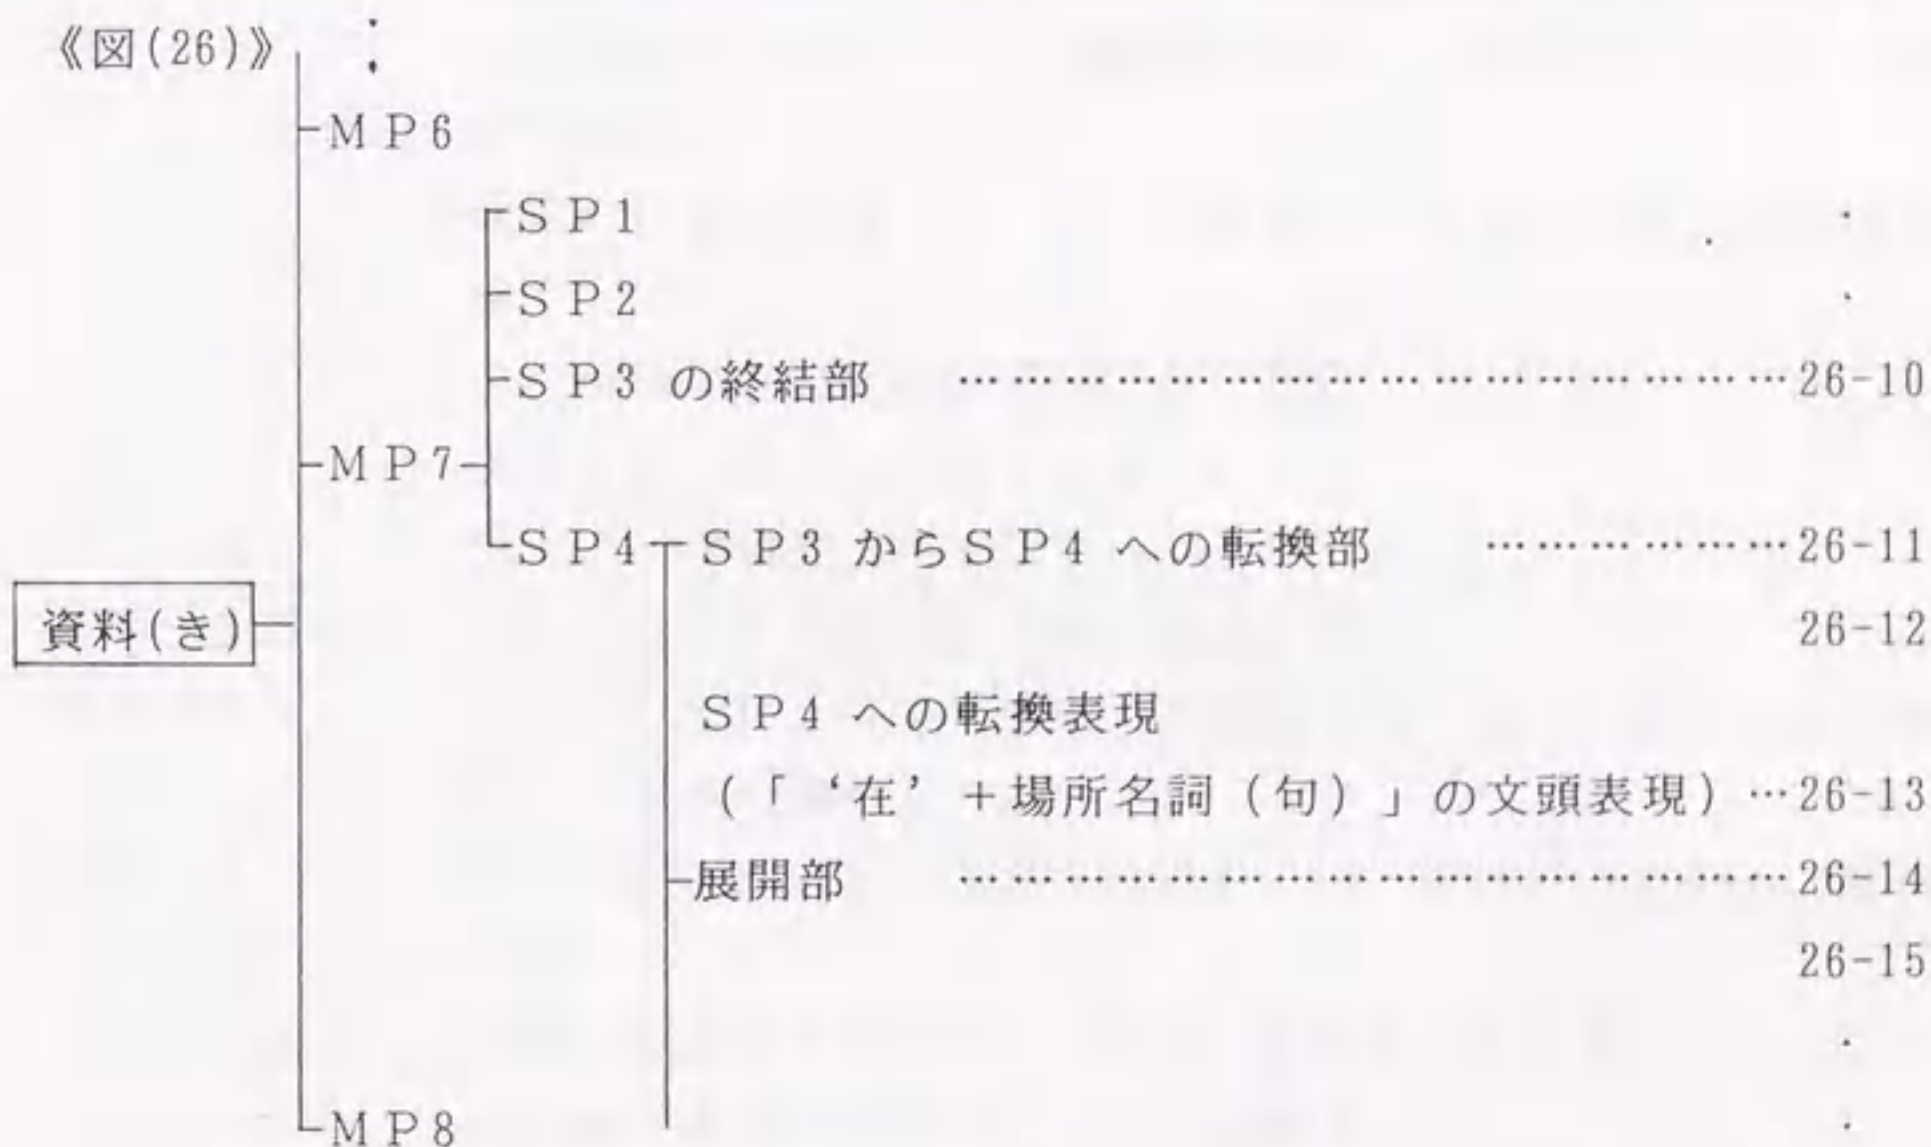 《図(26)》
MP6
SP1
SP2
SP3 の終結部 ………………………………………… 26-10
MP7
SP4 SP3 からSP4 への転換部 ……………… 26-11
資料(き) 26-12
SP4 への転換表現
(「‘在’+場所名詞(句)」の文頭表現) … 26-13
展開部 ………………………………………… 26-14
26-15
MP8